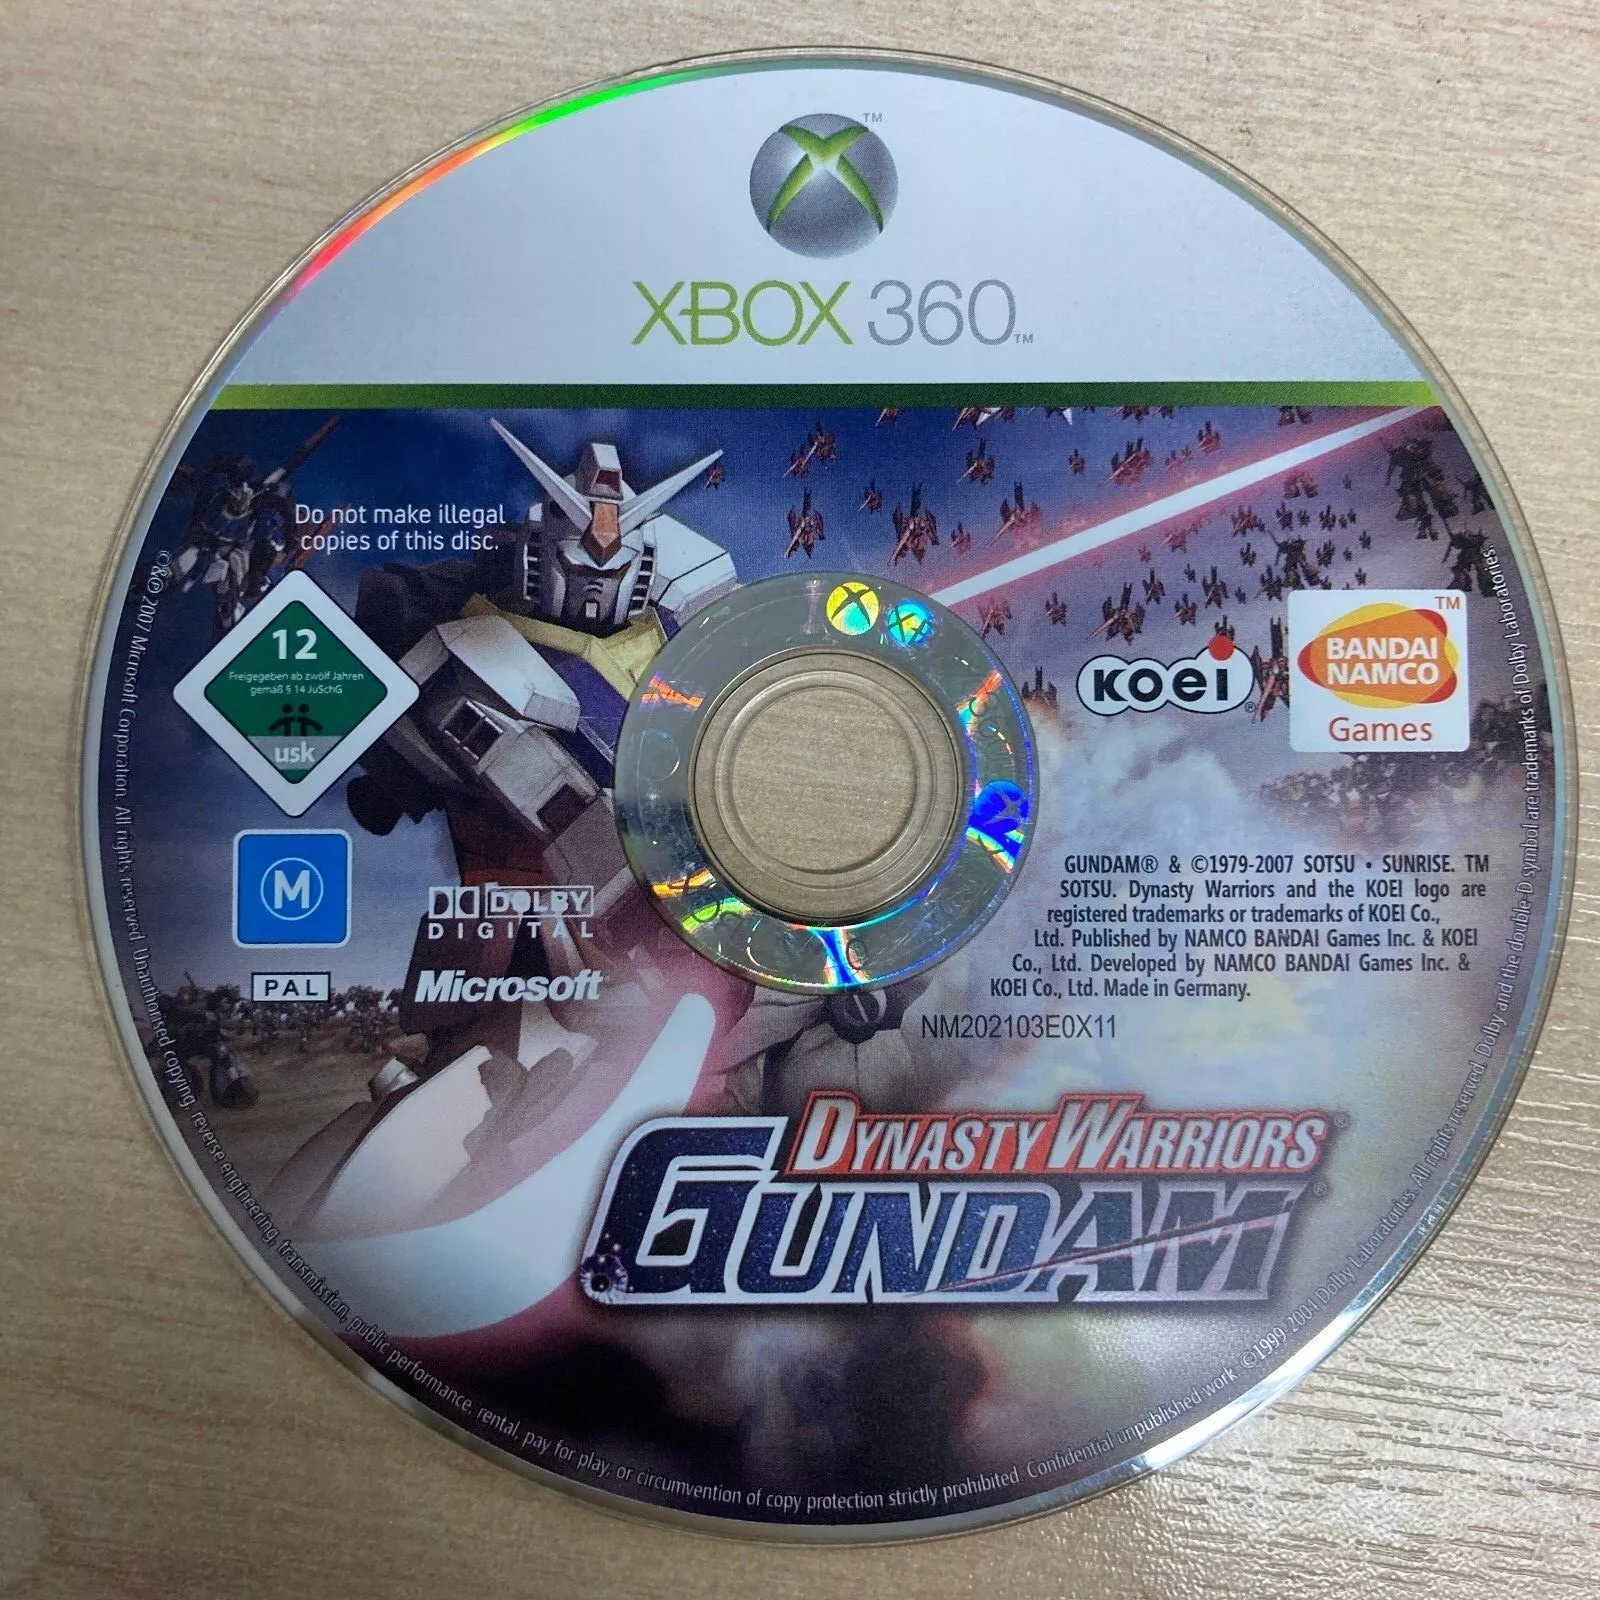 TM
XBOX 360TM
Do not make illegal
copies of this disc.
12
Freigegeben ab zwölf Jahren
gemäß § 14 JuSchG
usk
M
PAL
DOLBY
DIGITAL
Microsoft
KOEI®
TM
BANDAI
NAMCO
Games
GUNDAM® & ©1979-2007 SOTSU • SUNRISE. TM
SOTSU. Dynasty Warriors and the KOEI logo are
registered trademarks or trademarks of KOEI Co.,
Ltd. Published by NAMCO BANDAI Games Inc. & KOEI
Co., Ltd. Developed by NAMCO BANDAI Games Inc. &
KOEI Co., Ltd. Made in Germany.
NM202103E0X11
DYNASTY WARRIORS®
GUNDAM®
©&℗ 2007 Microsoft Corporation. All rights reserved. Unauthorised copying, reverse engineering, transmission, public performance, rental, pay for play, or circumvention of copy protection strictly prohibited. Confidential unpublished work. ©1999-2004 Dolby Laboratories. All rights reserved. Dolby and the double-D symbol are trademarks of Dolby Laboratories.